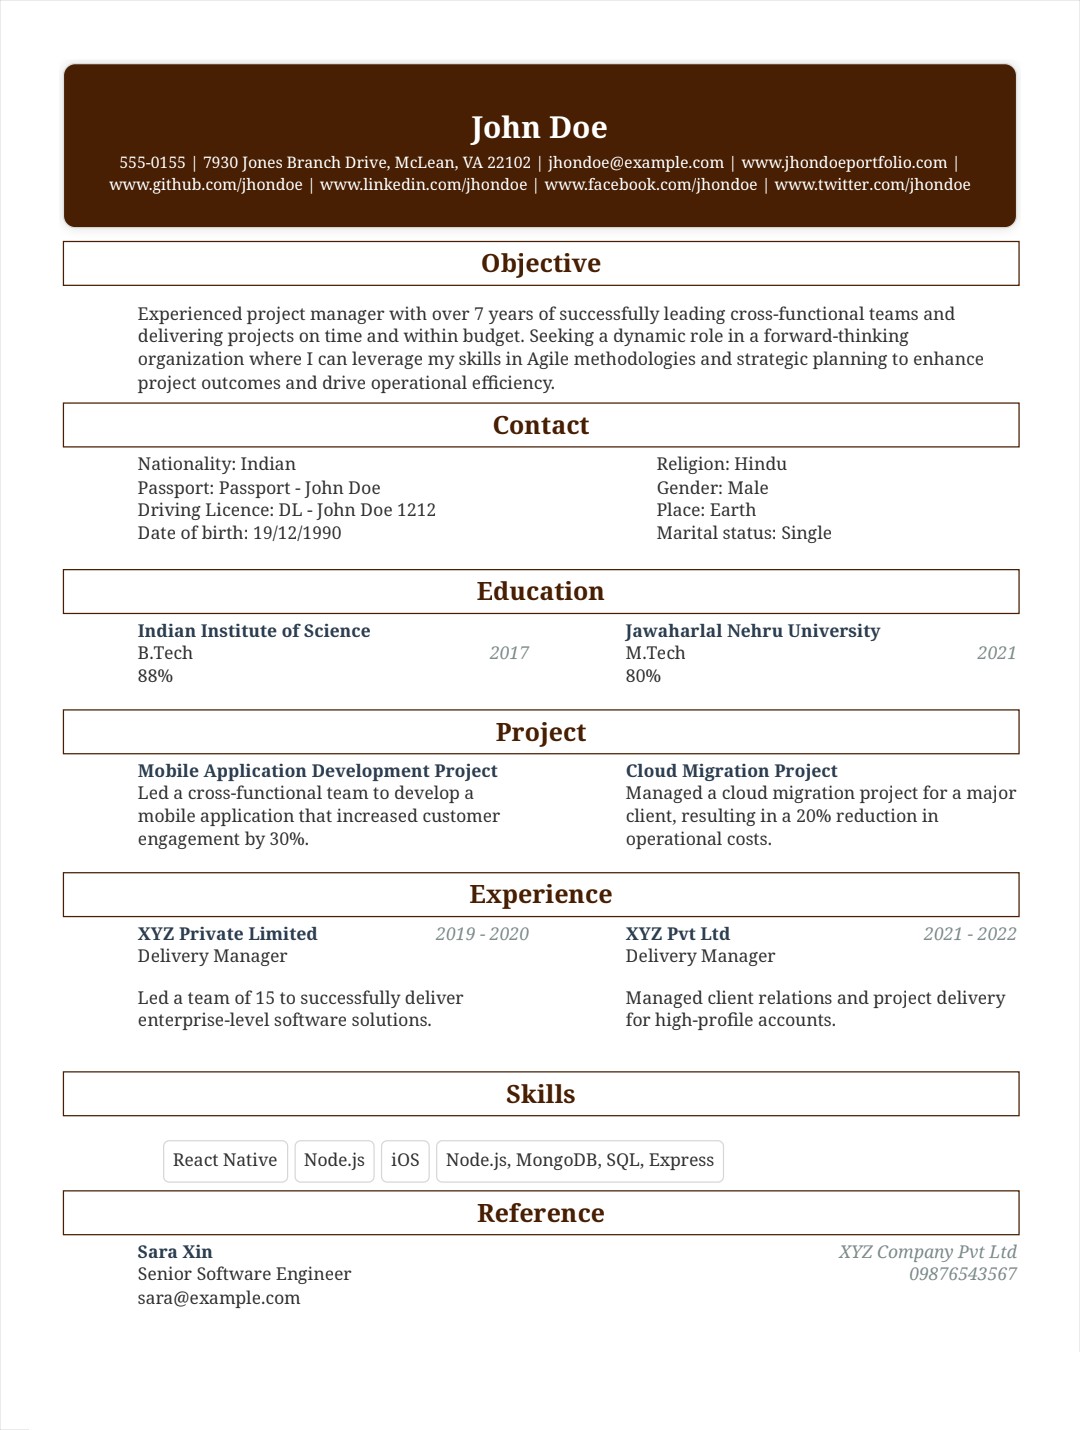 John Doe
555-0155 | 7930 Jones Branch Drive, McLean, VA 22102 | jhondoe@example.com | www.jhondoeportfolio.com |
www.github.com/jhondoe | www.linkedin.com/jhondoe | www.facebook.com/jhondoe | www.twitter.com/jhondoe
Objective
Experienced project manager with over 7 years of successfully leading cross-functional teams and
delivering projects on time and within budget. Seeking a dynamic role in a forward-thinking
organization where I can leverage my skills in Agile methodologies and strategic planning to enhance
project outcomes and drive operational efficiency.
Contact
Nationality: Indian
Passport: Passport - John Doe
Driving Licence: DL - John Doe 1212
Date of birth: 19/12/1990
Religion: Hindu
Gender: Male
Place: Earth
Marital status: Single
Education
Indian Institute of Science
B.Tech 2017
88%
Jawaharlal Nehru University
M.Tech 2021
80%
Project
Mobile Application Development Project
Led a cross-functional team to develop a
mobile application that increased customer
engagement by 30%.
Cloud Migration Project
Managed a cloud migration project for a major
client, resulting in a 20% reduction in
operational costs.
Experience
XYZ Private Limited 2019 - 2020
Delivery Manager
Led a team of 15 to successfully deliver
enterprise-level software solutions.
XYZ Pvt Ltd 2021 - 2022
Delivery Manager
Managed client relations and project delivery
for high-profile accounts.
Skills
React Native Node.js iOS Node.js, MongoDB, SQL, Express
Reference
Sara Xin XYZ Company Pvt Ltd
Senior Software Engineer 09876543567
sara@example.com